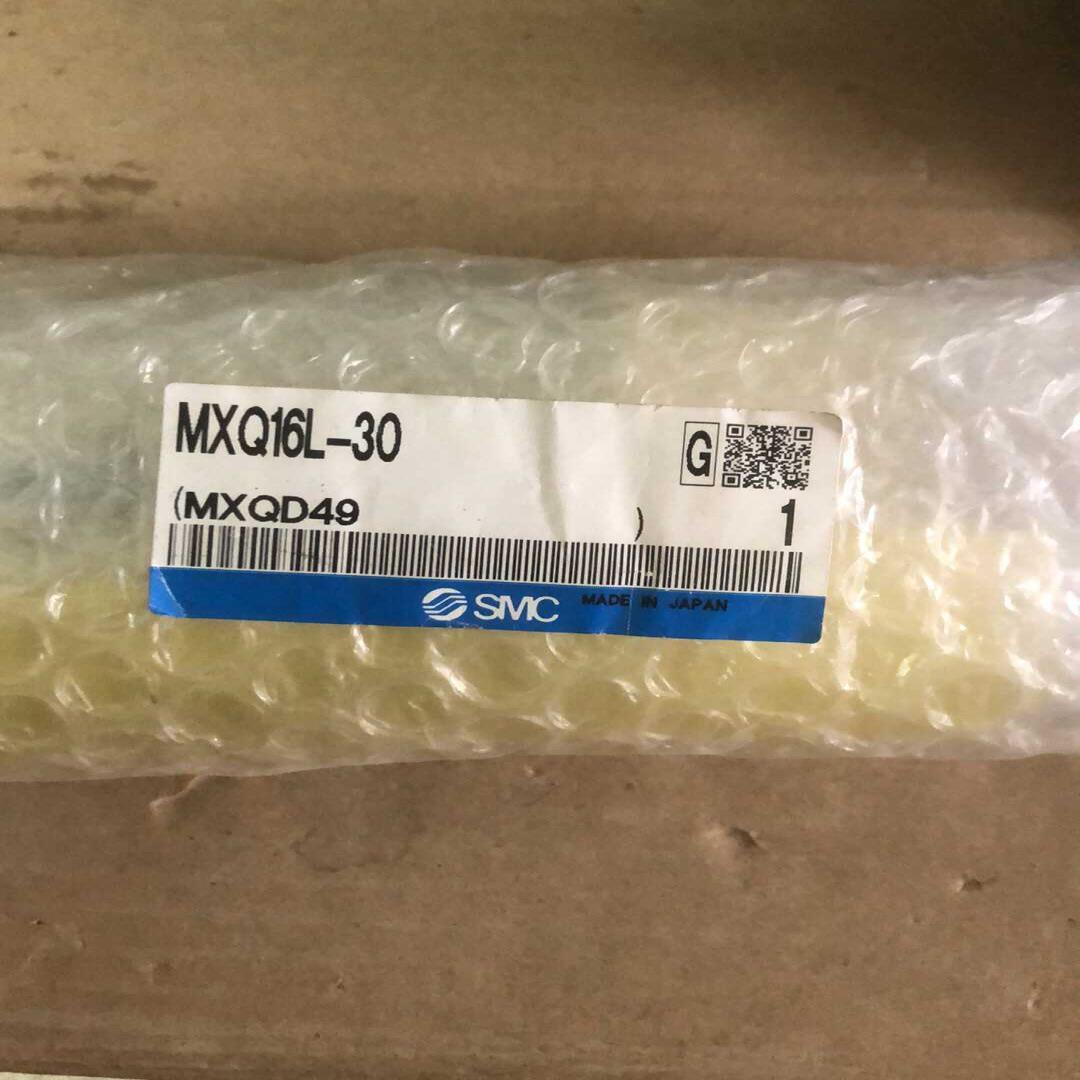 MXQ16L-30
G
(MXQD49 )
1
SMC MADE IN JAPAN